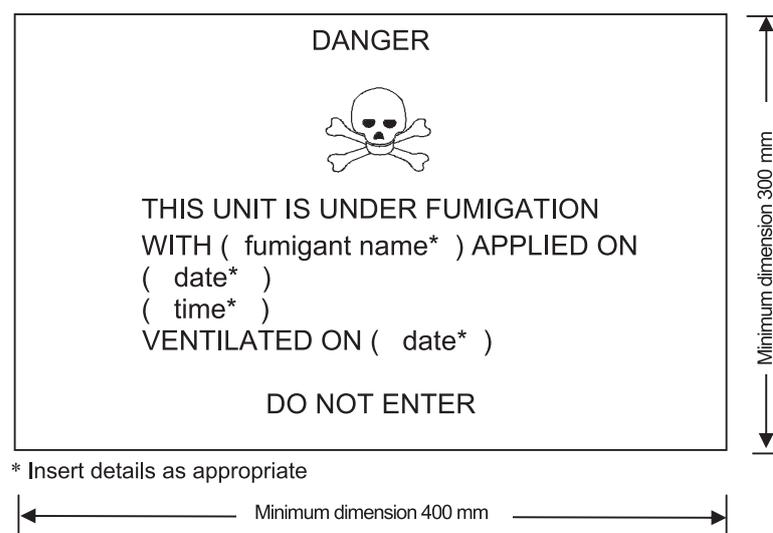 DANGER
THIS UNIT IS UNDER FUMIGATION
WITH ( fumigant name* ) APPLIED ON
( date* )
( time* )
VENTILATED ON ( date* )
DO NOT ENTER
* Insert details as appropriate
Minimum dimension 400 mm
Minimum dimension 300 mm